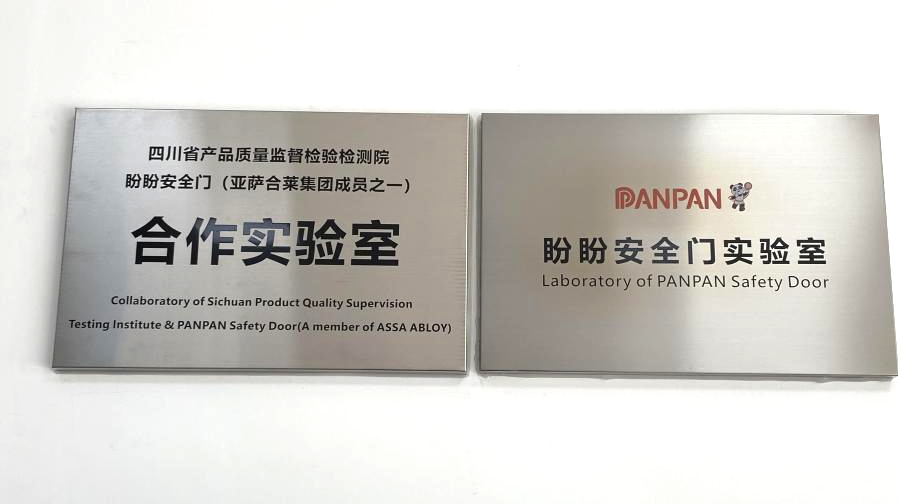 四川省产品质量监督检验检测院
盼盼安全门（亚萨合莱集团成员之一）
合作实验室
Collaboratory of Sichuan Product Quality Supervision
Testing Institute & PANPAN Safety Door(A member of ASSA ABLOY)
PANPAN
盼盼安全门实验室
Laboratory of PANPAN Safety Door